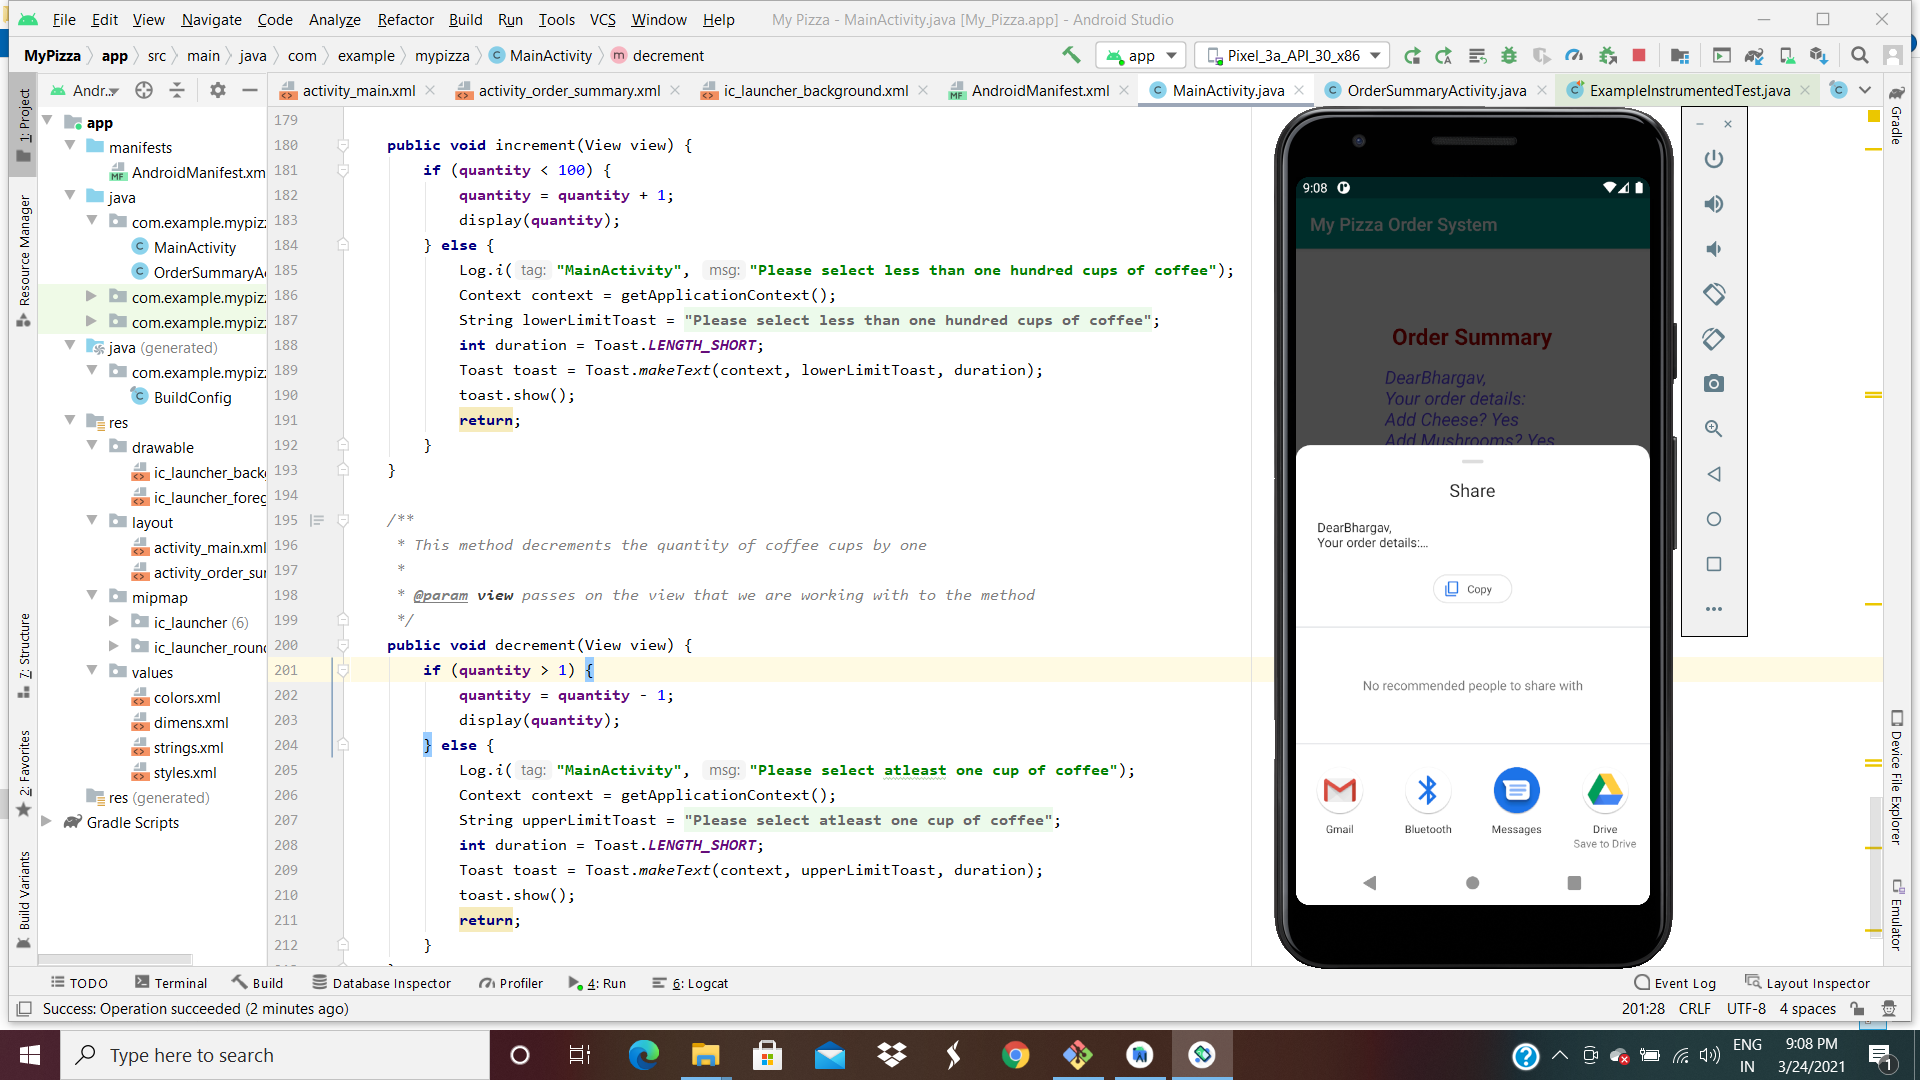 File Edit View Navigate Code Analyze Refactor Build Run Tools VCS Window Help My Pizza - MainActivity.java [My_Pizza.app] - Android Studio
MyPizza app src main java com example mypizza C MainActivity m decrement app Pixel_3a_API_30_x86
Andr... activity_main.xml activity_order_summary.xml ic_launcher_background.xml AndroidManifest.xml MainActivity.java OrderSummaryActivity.java ExampleInstrumentedTest.java
1: Project
Resource Manager
7: Structure
2: Favorites
Build Variants
app
manifests
AndroidManifest.xm
java
com.example.mypiz
MainActivity
OrderSummaryA
com.example.mypiz
com.example.mypiz
java (generated)
com.example.mypiz
BuildConfig
res
drawable
ic_launcher_back
ic_launcher_foreg
layout
activity_main.xml
activity_order_su
mipmap
ic_launcher (6)
ic_launcher_roun
values
colors.xml
dimens.xml
strings.xml
styles.xml
res (generated)
Gradle Scripts
179
180 public void increment(View view) {
181 if (quantity < 100) {
182 quantity = quantity + 1;
183 display(quantity);
184 } else {
185 Log.i( tag: "MainActivity", msg: "Please select less than one hundred cups of coffee");
186 Context context = getApplicationContext();
187 String lowerLimitToast = "Please select less than one hundred cups of coffee";
188 int duration = Toast.LENGTH_SHORT;
189 Toast toast = Toast.makeText(context, lowerLimitToast, duration);
190 toast.show();
191 return;
192 }
193 }
194
195 /**
196 * This method decrements the quantity of coffee cups by one
197 *
198 * @param view passes on the view that we are working with to the method
199 */
200 public void decrement(View view) {
201 if (quantity > 1) {
202 quantity = quantity - 1;
203 display(quantity);
204 } else {
205 Log.i( tag: "MainActivity", msg: "Please select atleast one cup of coffee");
206 Context context = getApplicationContext();
207 String upperLimitToast = "Please select atleast one cup of coffee";
208 int duration = Toast.LENGTH_SHORT;
209 Toast toast = Toast.makeText(context, upperLimitToast, duration);
210 toast.show();
211 return;
212 }
9:08
My Pizza Order System
Order Summary
DearBhargav,
Your order details:
Add Cheese? Yes
Add Mushrooms? Yes
Share
DearBhargav,
Your order details:...
Copy
No recommended people to share with
Gmail Bluetooth Messages Drive
Save to Drive
Gradle
Device File Explorer
Emulator
TODO Terminal Build Database Inspector Profiler 4: Run 6: Logcat Event Log Layout Inspector
Success: Operation succeeded (2 minutes ago) 201:28 CRLF UTF-8 4 spaces
Type here to search
ENG
IN
9:08 PM
3/24/2021
1